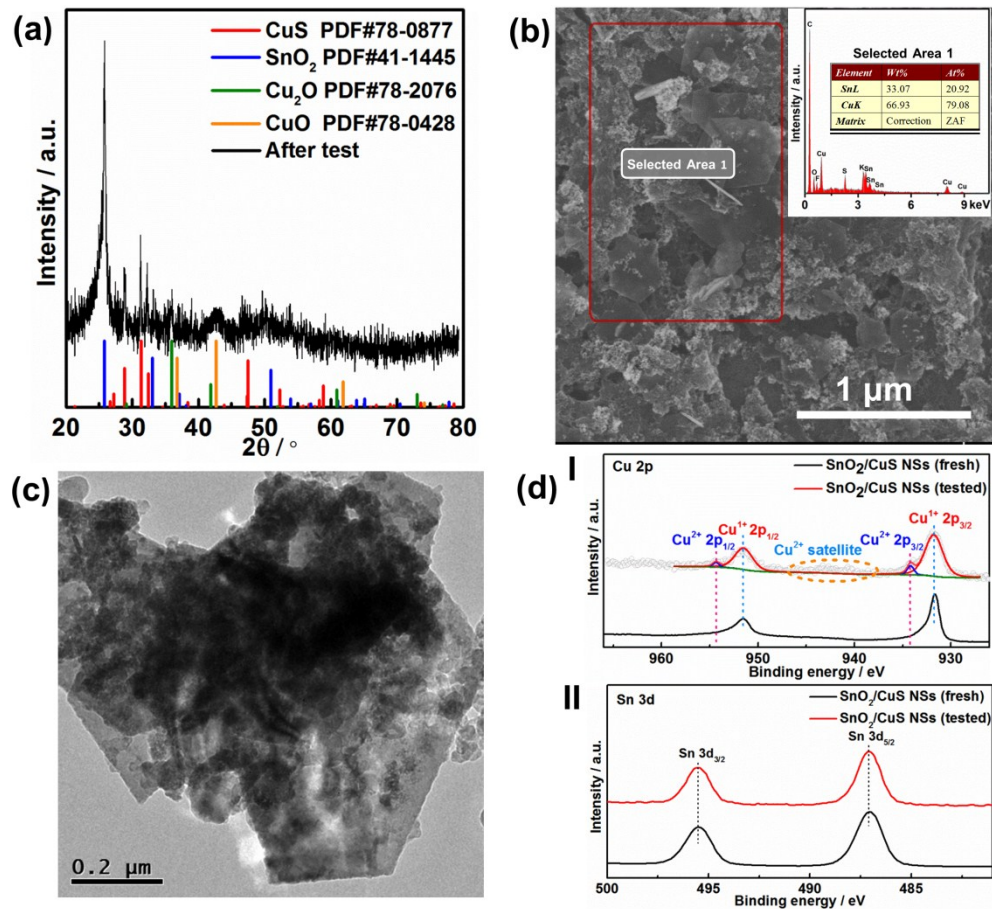 (a)
CuS PDF#78-0877
SnO₂ PDF#41-1445
Cu₂O PDF#78-2076
CuO PDF#78-0428
After test
Intensity / a.u.
20 30 40 50 60 70 80
2θ / °
(b)
Selected Area 1
1 μm
Intensity / a.u.
Selected Area 1
Element Wt% At%
SnL 33.07 20.92
CuK 66.93 79.08
Matrix Correction ZAF
C
O
F
Cu
S
K
Sn
Sn
Sn
Cu
Cu
0 3 6 9 keV
(c)
0.2 μm
(d)
I
Cu 2p
SnO₂/CuS NSs (fresh)
SnO₂/CuS NSs (tested)
Cu²⁺ 2p₁/₂
Cu¹⁺ 2p₁/₂
Cu²⁺ satellite
Cu²⁺ 2p₃/₂
Cu¹⁺ 2p₃/₂
Intensity / a.u.
960 950 940 930
Binding energy / eV
II
Sn 3d
SnO₂/CuS NSs (fresh)
SnO₂/CuS NSs (tested)
Sn 3d₃/₂
Sn 3d₅/₂
Intensity / a.u.
500 495 490 485
Binding energy / eV